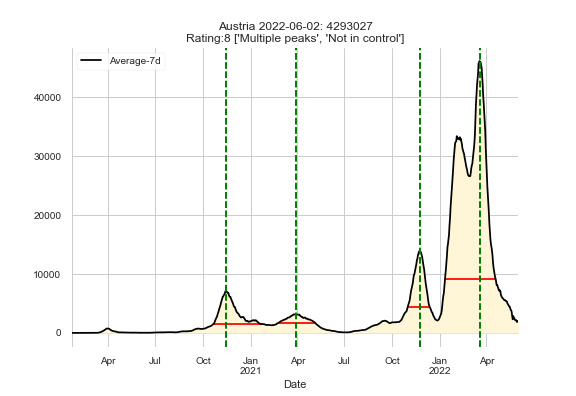 Austria 2022-06-02: 4293027
Rating:8 ['Multiple peaks', 'Not in control']
Average-7d
40000
30000
20000
10000
0
Apr Jul Oct Jan Apr Jul Oct Jan Apr
2021 2022
Date